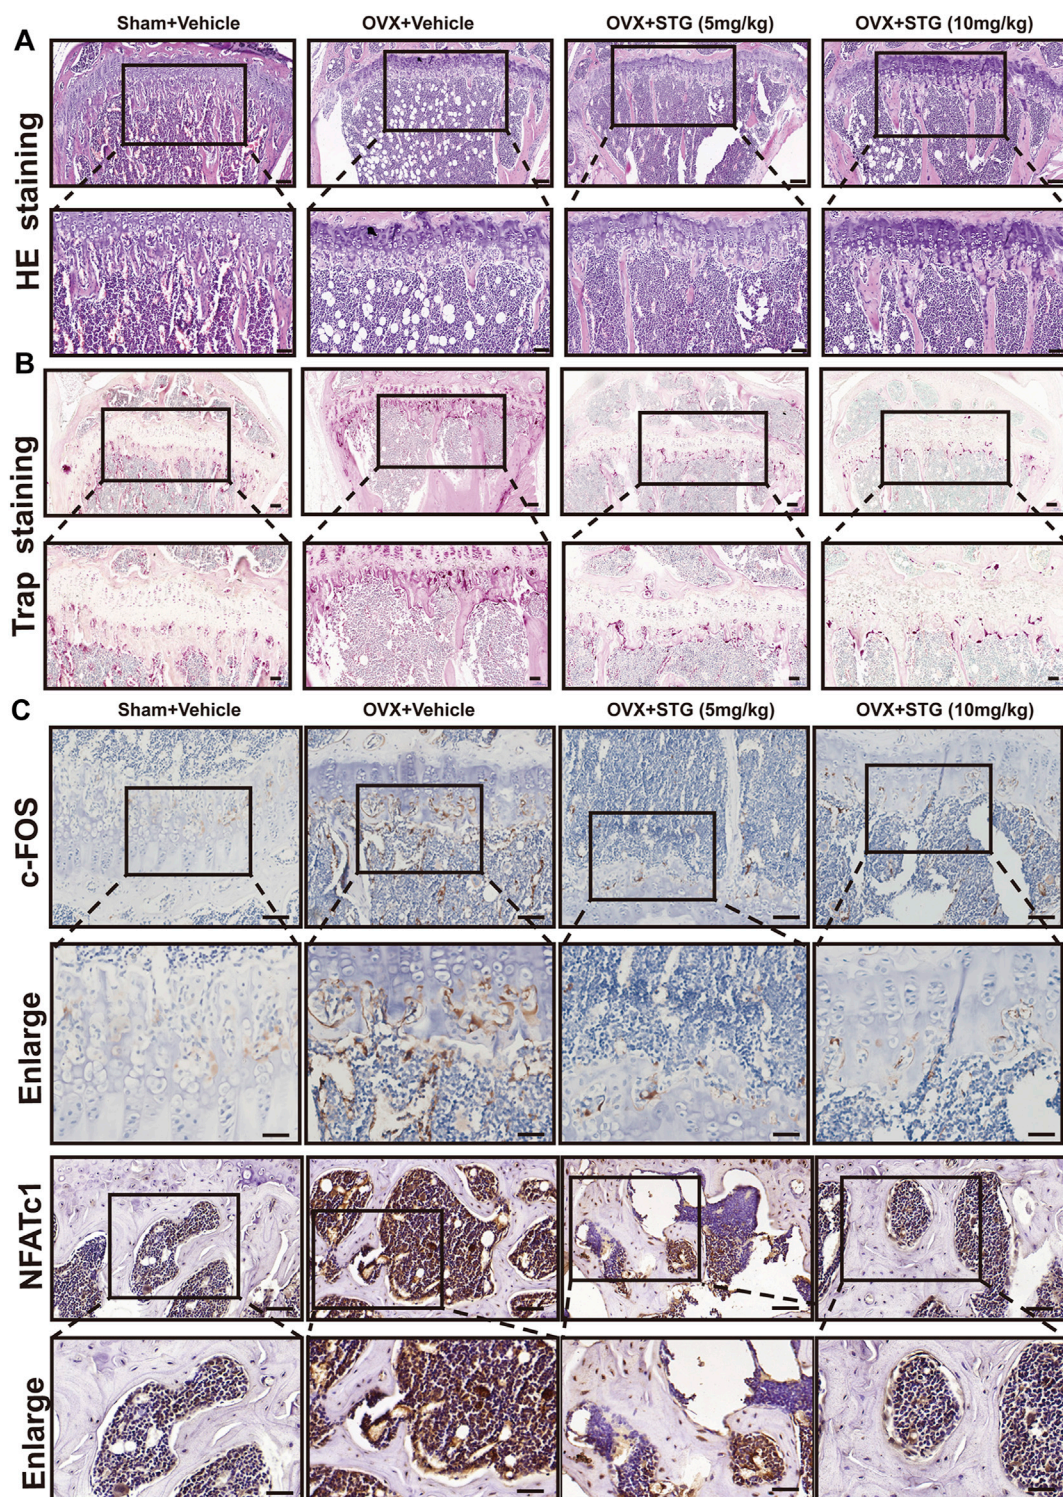 Sham+Vehicle OVX+Vehicle OVX+STG (5mg/kg) OVX+STG (10mg/kg)
A
HE staining
B
Trap staining
C
Sham+Vehicle OVX+Vehicle OVX+STG (5mg/kg) OVX+STG (10mg/kg)
c-FOS
Enlarge
NFATc1
Enlarge